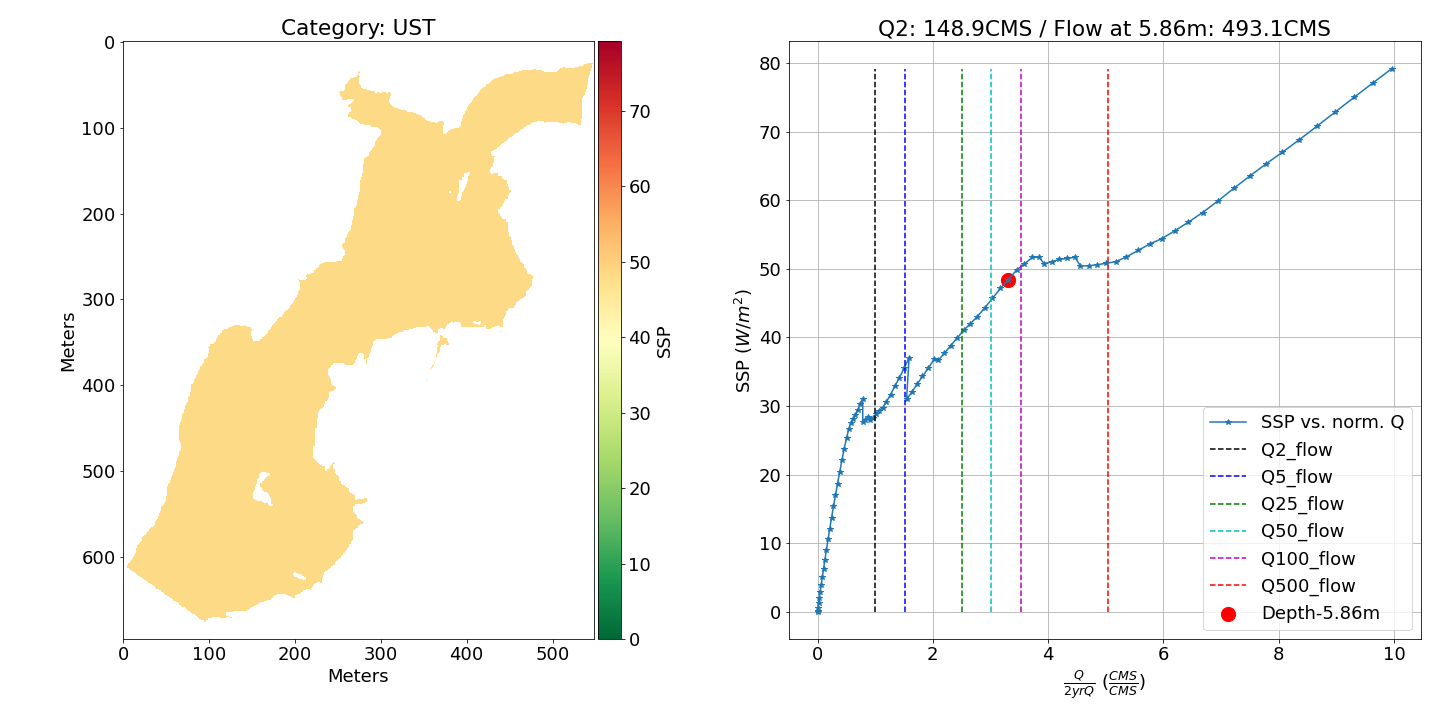 Category: UST
0
100
200
300
400
500
600
Meters
0
100
200
300
400
500
Meters
70
60
50
40
30
20
10
0
SSP
Q2: 148.9CMS / Flow at 5.86m: 493.1CMS
80
70
60
50
40
30
20
10
0
SSP (W/m²)
0
2
4
6
8
10
Q/2yrQ (CMS/CMS)
SSP vs. norm. Q
Q2_flow
Q5_flow
Q25_flow
Q50_flow
Q100_flow
Q500_flow
Depth-5.86m